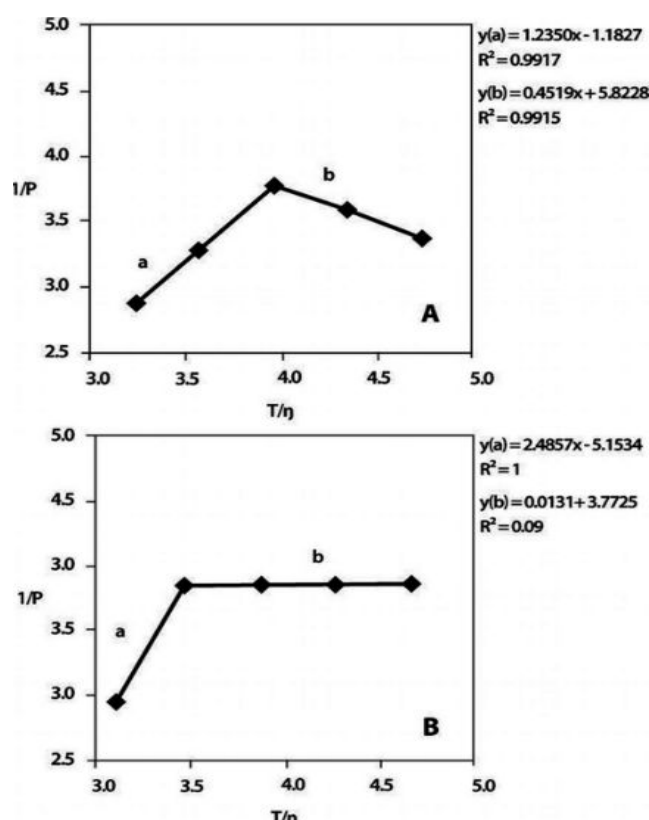 5.0
4.5
4.0
3.5
3.0
2.5
1/P
a
b
A
3.0 3.5 4.0 4.5 5.0
T/η
y(a) = 1.2350x - 1.1827
R² = 0.9917
y(b) = 0.4519x + 5.8228
R² = 0.9915
5.0
4.5
3.0
3.5
3.0
2.5
1/P
a
b
B
3.0 3.5 4.0 4.5 5.0
T/η
y(a) = 2.4857x - 5.1534
R² = 1
y(b) = 0.0131 + 3.7725
R² = 0.09